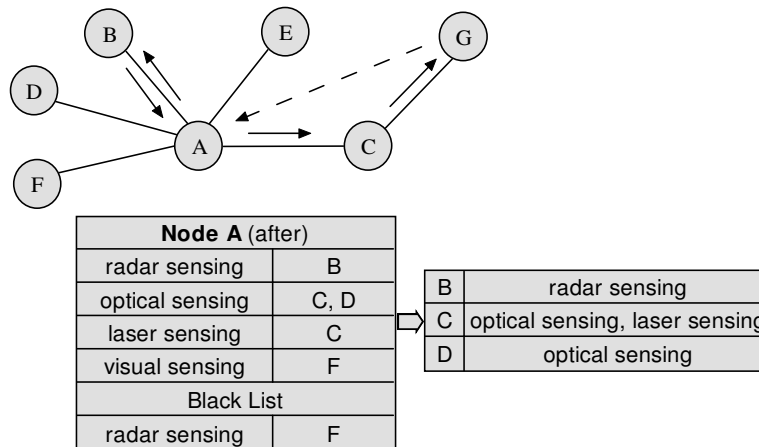 B
E
G
D
A
C
F
Node A (after)
radar sensing B
optical sensing C, D
laser sensing C
visual sensing F
Black List
radar sensing F
B radar sensing
C optical sensing, laser sensing
D optical sensing